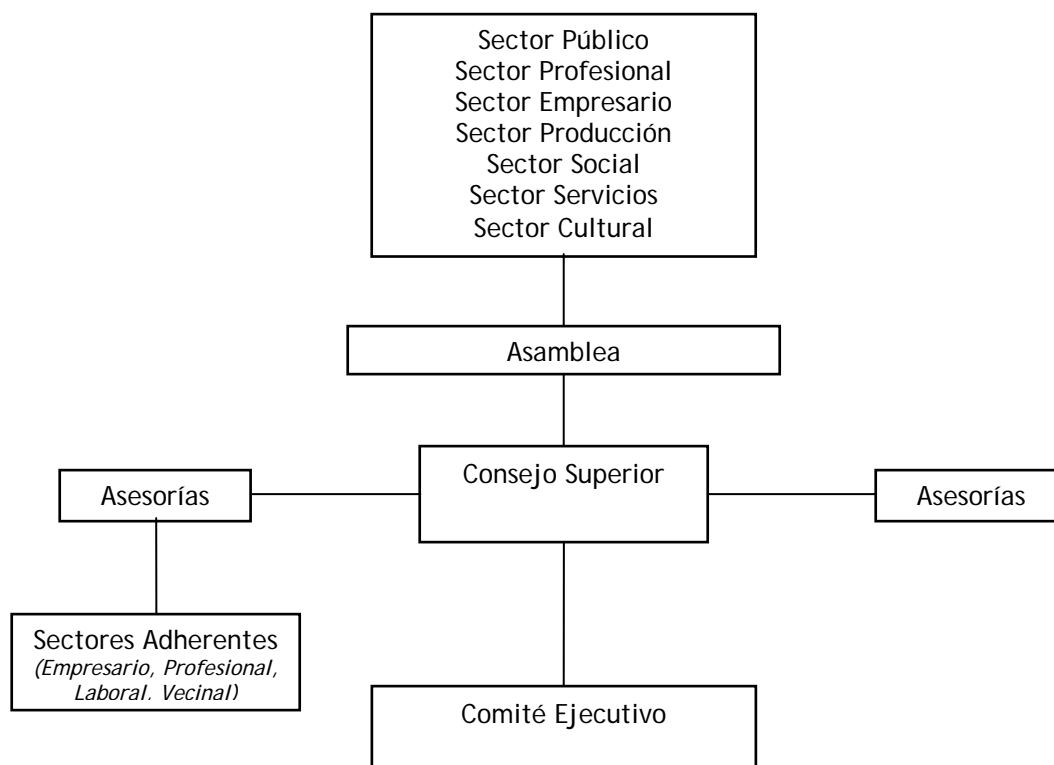 Sector Público
Sector Profesional
Sector Empresario
Sector Producción
Sector Social
Sector Servicios
Sector Cultural
Asamblea
Consejo Superior
Asesorías
Asesorías
Sectores Adherentes
(Empresario, Profesional,
Laboral. Vecinal)
Comité Ejecutivo